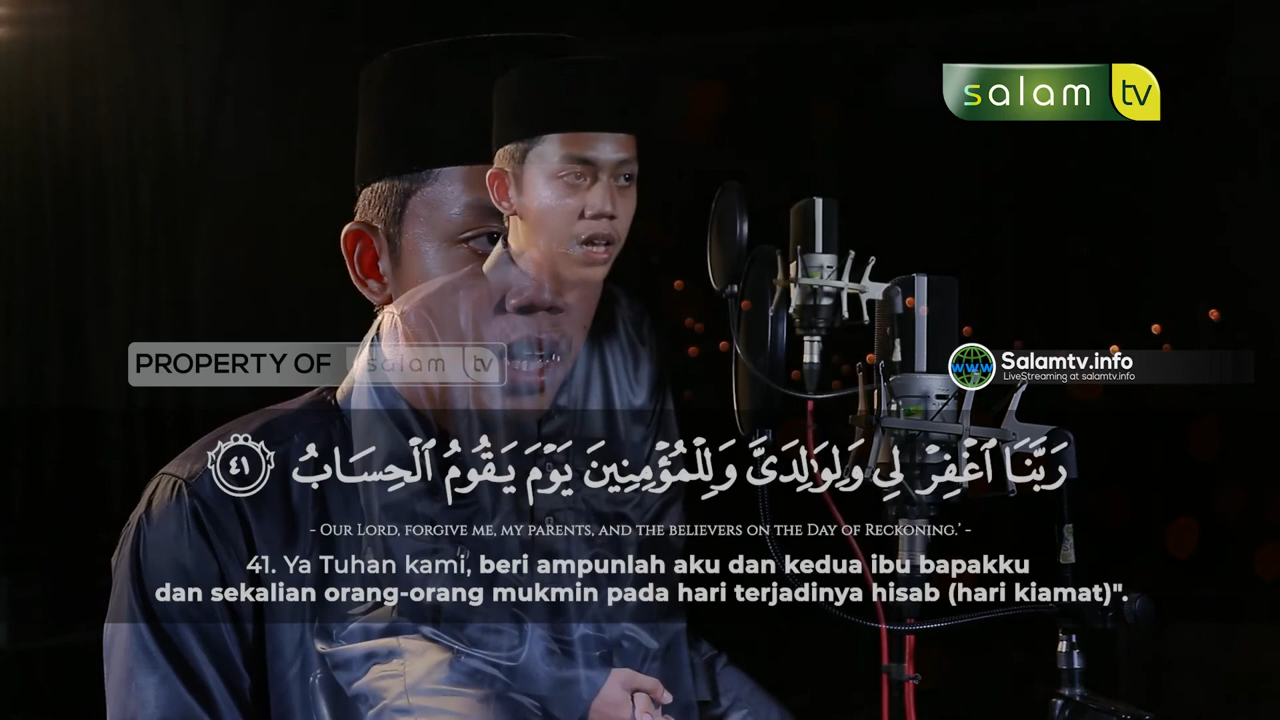 salam tv
PROPERTY OF salam tv
Salamtv.info
www
LiveStreaming at salamtv.info
رَبَّنَا ٱغۡفِرۡ لِي وَلِوَٰلِدَيَّ وَلِلۡمُؤۡمِنِينَ يَوۡمَ يَقُومُ ٱلۡحِسَابُ ٤١
- Our Lord, forgive me, my parents, and the believers on the Day of Reckoning.’ -
41. Ya Tuhan kami, beri ampunlah aku dan kedua ibu bapakku
dan sekalian orang-orang mukmin pada hari terjadinya hisab (hari kiamat)".